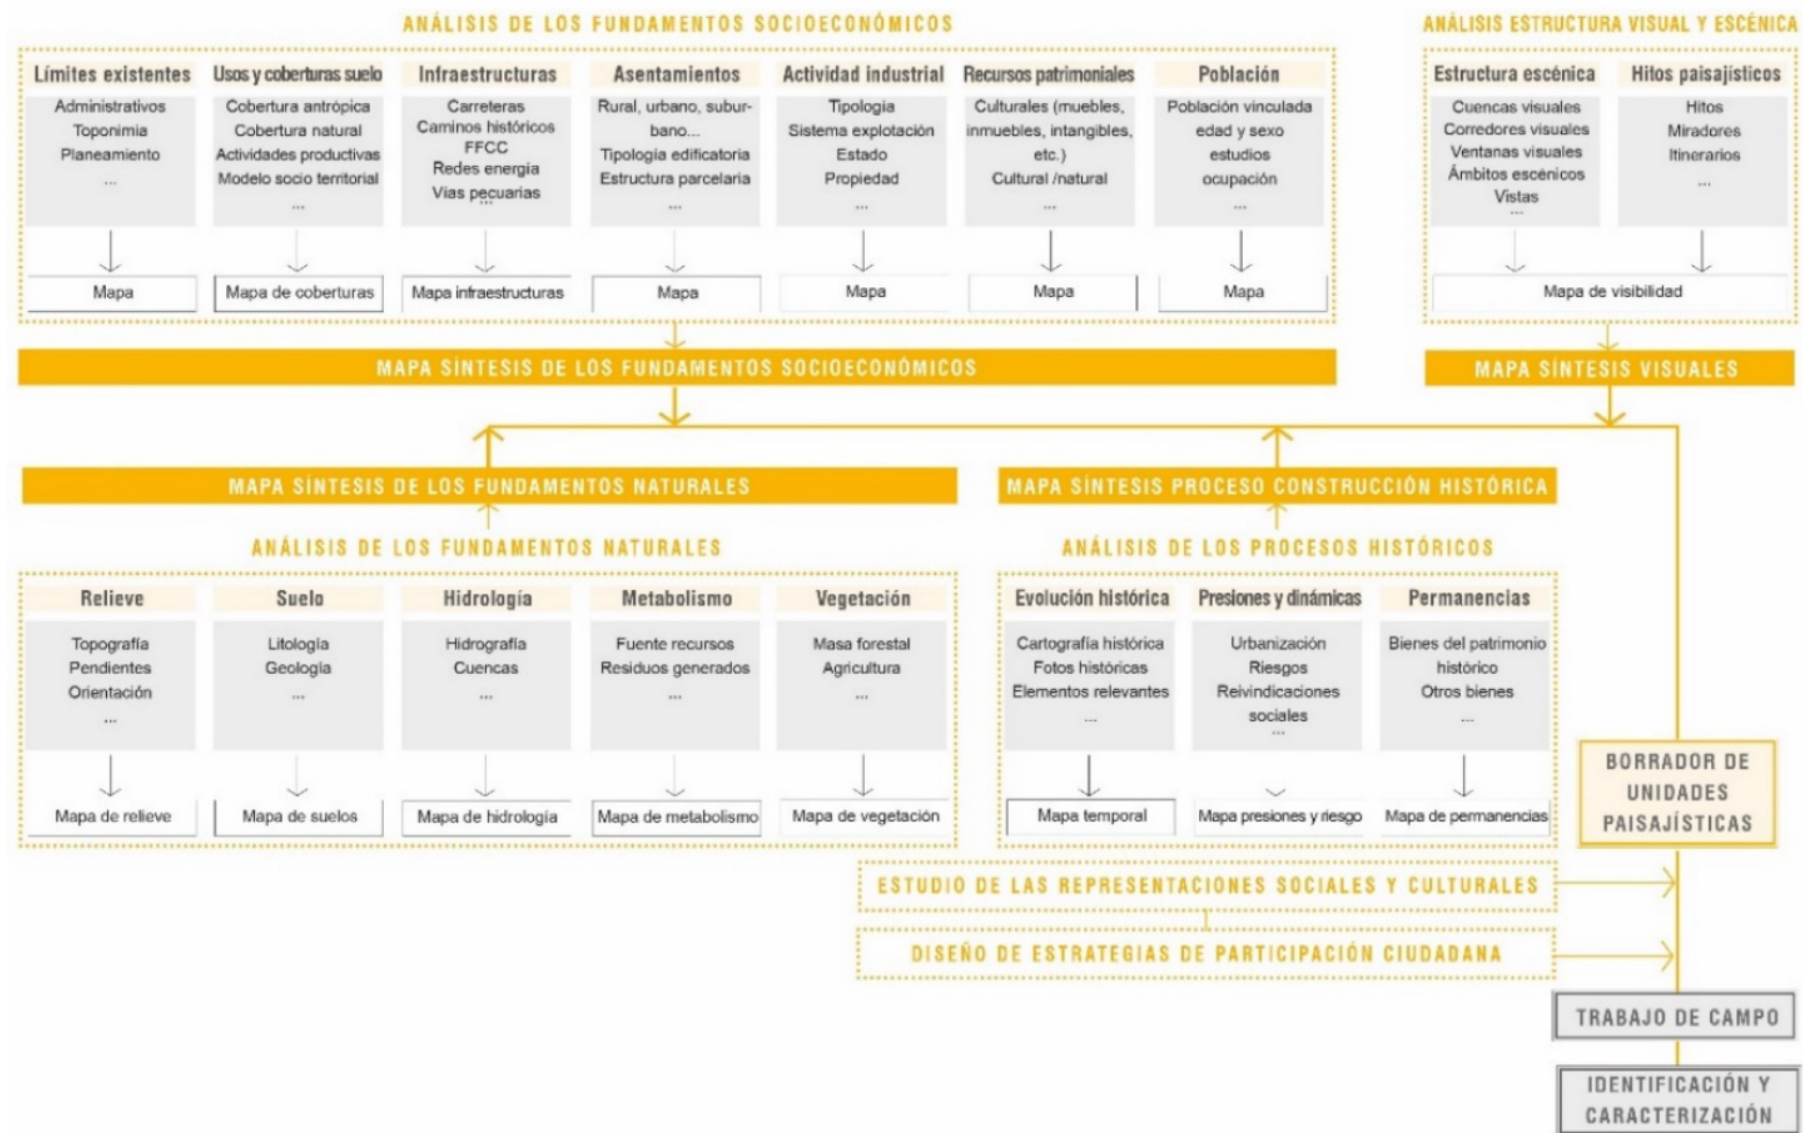 ANÁLISIS DE LOS FUNDAMENTOS SOCIOECONÓMICOS
Límites existentes
Administrativos
Toponimia
Planeamiento
...
Mapa
Usos y coberturas suelo
Cobertura antrópica
Cobertura natural
Actividades productivas
Modelo socio territorial
...
Mapa de coberturas
Infraestructuras
Carreteras
Caminos históricos
FFCC
Redes energía
Vías pecuarias
...
Mapa infraestructuras
Asentamientos
Rural, urbano, subur-
bano...
Tipología edificatoria
Estructura parcelaria
...
Mapa
Actividad industrial
Tipología
Sistema explotación
Estado
Propiedad
...
Mapa
Recursos patrimoniales
Culturales (muebles,
inmuebles, intangibles,
etc.)
Cultural /natural
...
Mapa
Población
Población vinculada
edad y sexo
estudios
ocupación
...
Mapa
MAPA SÍNTESIS DE LOS FUNDAMENTOS SOCIOECONÓMICOS
ANÁLISIS ESTRUCTURA VISUAL Y ESCÉNICA
Estructura escénica
Cuencas visuales
Corredores visuales
Ventanas visuales
Ámbitos escénicos
Vistas
...
Hitos paisajísticos
Hitos
Miradores
Itinerarios
...
Mapa de visibilidad
MAPA SÍNTESIS VISUALES
MAPA SÍNTESIS DE LOS FUNDAMENTOS NATURALES
ANÁLISIS DE LOS FUNDAMENTOS NATURALES
Relieve
Topografía
Pendientes
Orientación
...
Mapa de relieve
Suelo
Litología
Geología
...
Mapa de suelos
Hidrología
Hidrografía
Cuencas
...
Mapa de hidrología
Metabolismo
Fuente recursos
Residuos generados
...
Mapa de metabolismo
Vegetación
Masa forestal
Agricultura
...
Mapa de vegetación
MAPA SÍNTESIS PROCESO CONSTRUCCIÓN HISTÓRICA
ANÁLISIS DE LOS PROCESOS HISTÓRICOS
Evolución histórica
Cartografía histórica
Fotos históricas
Elementos relevantes
...
Mapa temporal
Presiones y dinámicas
Urbanización
Riesgos
Reivindicaciones
sociales
...
Mapa presiones y riesgo
Permanencias
Bienes del patrimonio
histórico
Otros bienes
...
Mapa de permanencias
BORRADOR DE
UNIDADES
PAISAJÍSTICAS
ESTUDIO DE LAS REPRESENTACIONES SOCIALES Y CULTURALES
DISEÑO DE ESTRATEGIAS DE PARTICIPACIÓN CIUDADANA
TRABAJO DE CAMPO
IDENTIFICACIÓN Y
CARACTERIZACIÓN